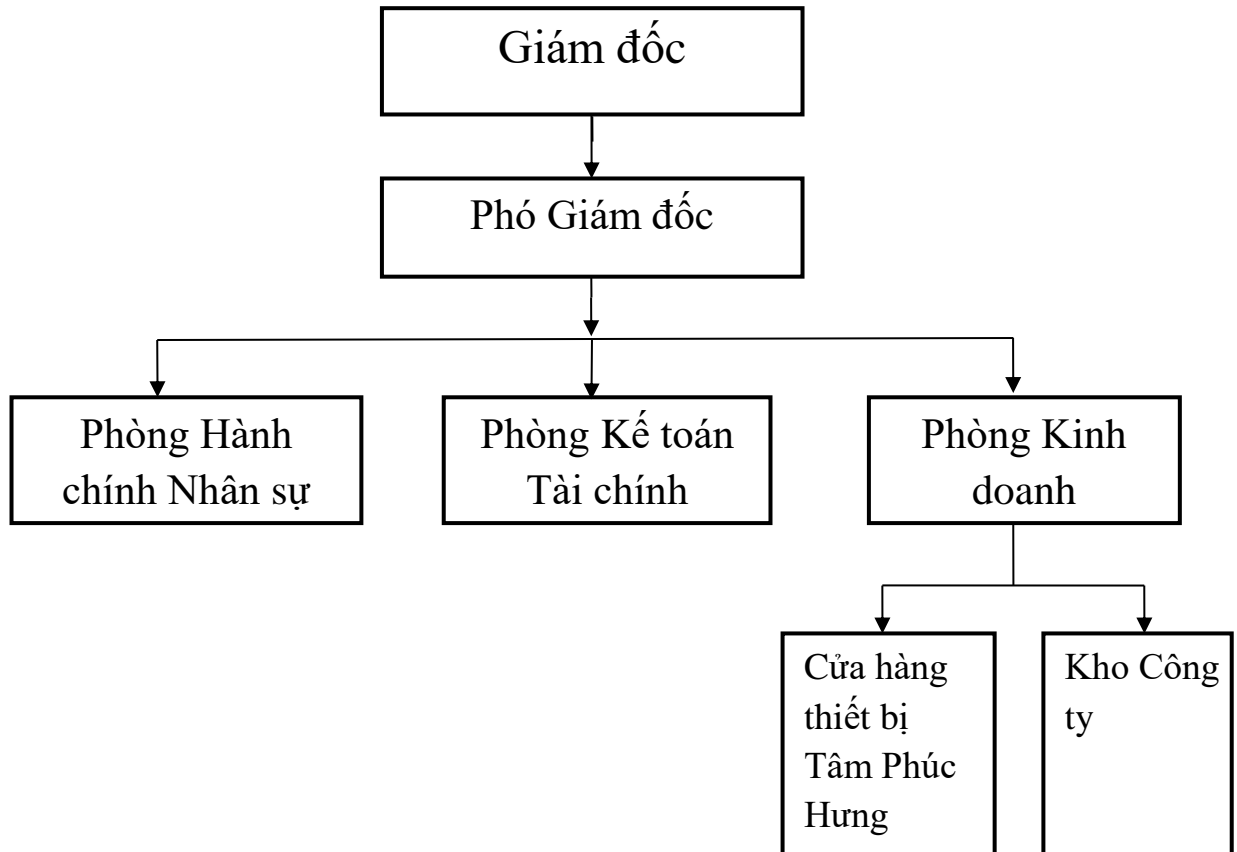 Giám đốc
Phó Giám đốc
Phòng Hành
chính Nhân sự
Phòng Kế toán
Tài chính
Phòng Kinh
doanh
Cửa hàng
thiết bị
Tâm Phúc
Hưng
Kho Công
ty